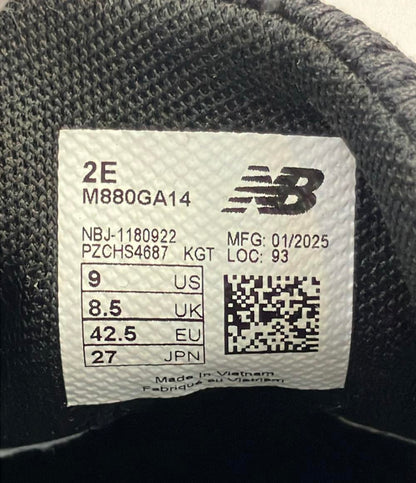 2E
M880GA14
NB
NBJ-1180922
PZCHS4687 KGT
MFG: 01/2025
LOC: 93
9 US
8.5 UK
42.5 EU
27 JPN
Made in Vietnam
Fabriqué au Vietnam